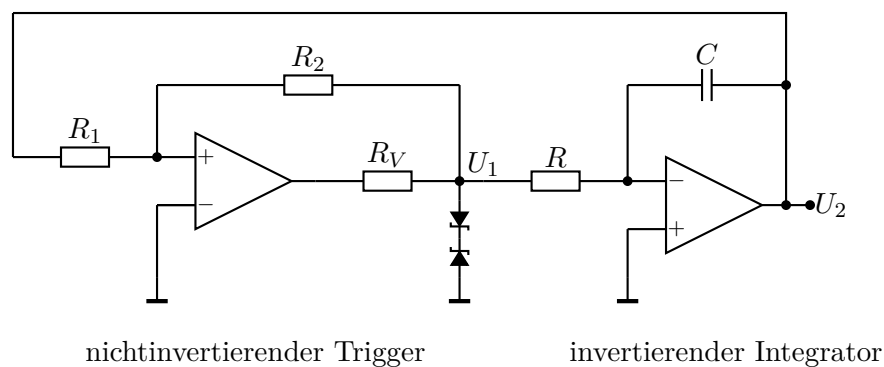 R2
C
R1
+
RV
U1
R
−
−
U2
+
nichtinvertierender Trigger
invertierender Integrator